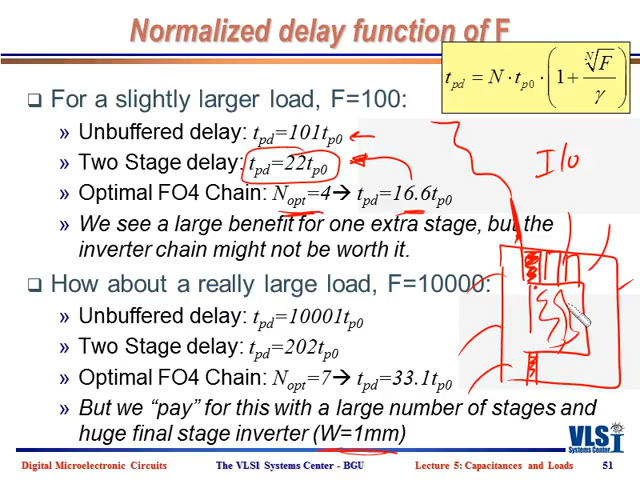 Normalized delay function of F
t_pd = N · t_p0 · (1 + ᴺ√F / γ)
❑ For a slightly larger load, F=100:
» Unbuffered delay: t_pd=101t_p0
» Two Stage delay: t_pd=22t_p0
I/o
» Optimal FO4 Chain: N_opt=4→ t_pd=16.6t_p0
» We see a large benefit for one extra stage, but the
inverter chain might not be worth it.
❑ How about a really large load, F=10000:
» Unbuffered delay: t_pd=10001t_p0
» Two Stage delay: t_pd=202t_p0
» Optimal FO4 Chain: N_opt=7→ t_pd=33.1t_p0
» But we “pay” for this with a large number of stages and
huge final stage inverter (W=1mm)
VLSI
Systems Center
Digital Microelectronic Circuits
The VLSI Systems Center - BGU
Lecture 5: Capacitances and Loads
51